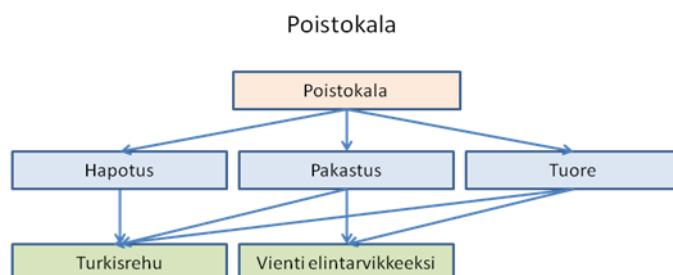 Poistokala
Poistokala
Hapotus
Pakastus
Tuore
Turkisrehu
Vienti elintarvikkeeksi